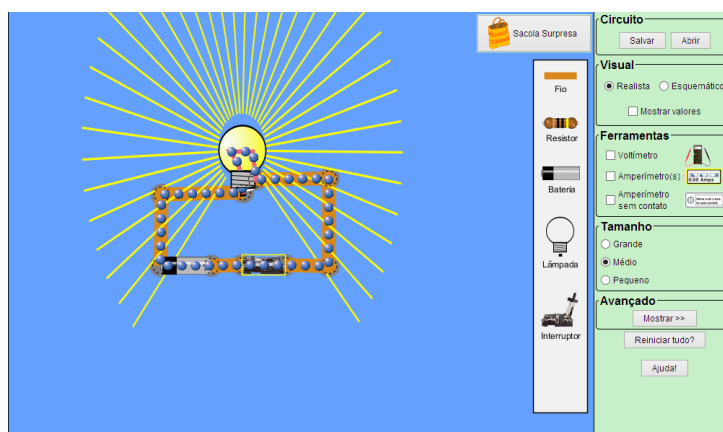 Sacola Surpresa
Fio
Resistor
Bateria
Lâmpada
Interruptor
Circuito
Salvar
Abrir
Visual
Realista
Esquemático
Mostrar valores
Ferramentas
Voltímetro
Amperímetro(s)
Amperímetro
sem contato
Tamanho
Grande
Médio
Pequeno
Avançado
Mostrar >>
Reiniciar tudo?
Ajuda!